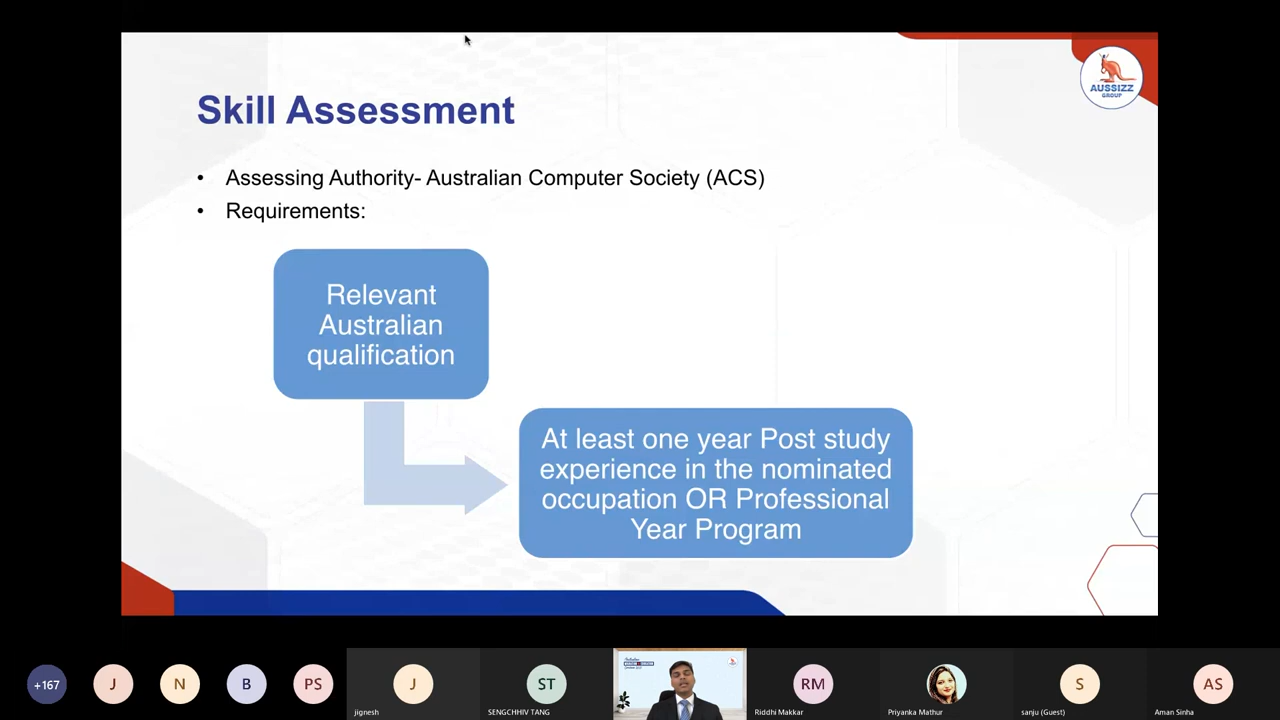 AUSSIZZ
GROUP
Skill Assessment
• Assessing Authority- Australian Computer Society (ACS)
• Requirements:
Relevant
Australian
qualification
At least one year Post study
experience in the nominated
occupation OR Professional
Year Program
+167
J
N
B
PS
J
jignesh
ST
SENGCHHIV TANG
RM
Riddhi Makkar
Priyanka Mathur
S
sanju (Guest)
AS
Aman Sinha